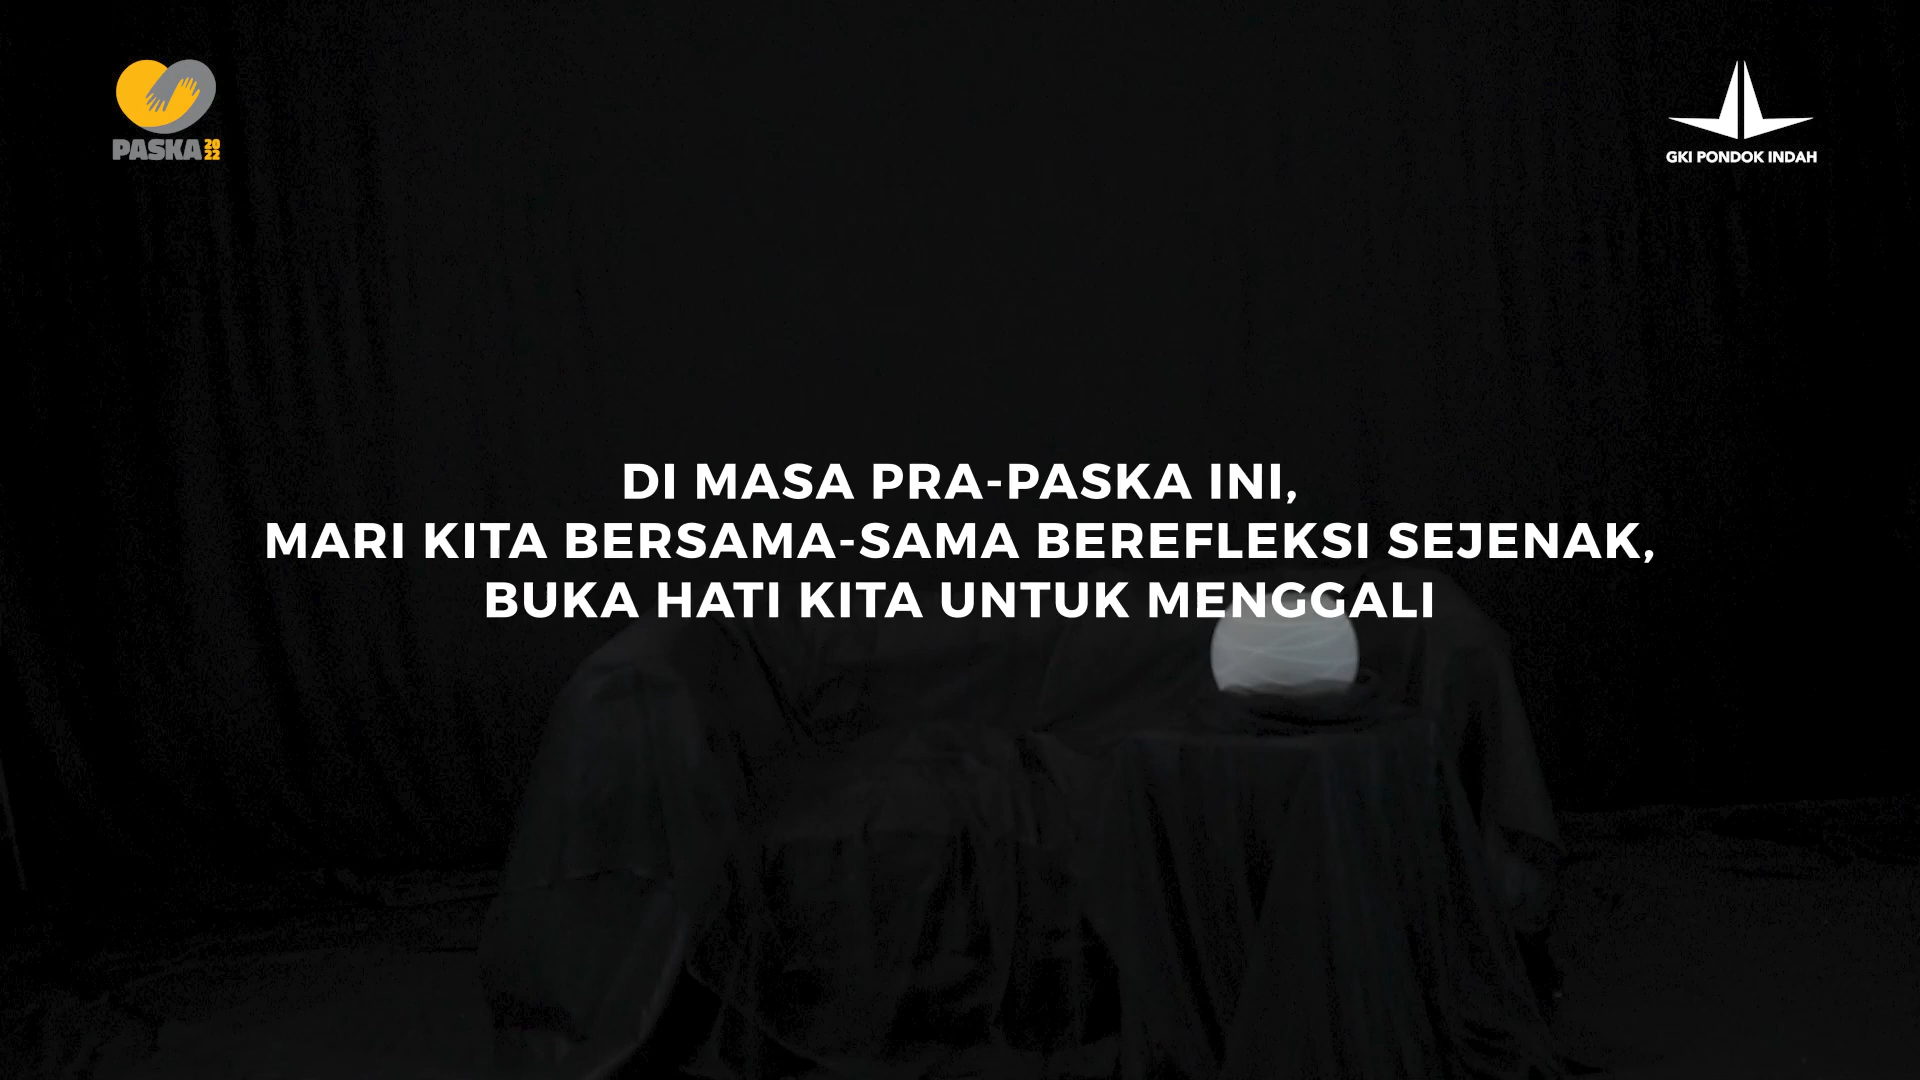 PASKA 20 22
GKI PONDOK INDAH
DI MASA PRA-PASKA INI,
MARI KITA BERSAMA-SAMA BEREFLEKSI SEJENAK,
BUKA HATI KITA UNTUK MENGGALI